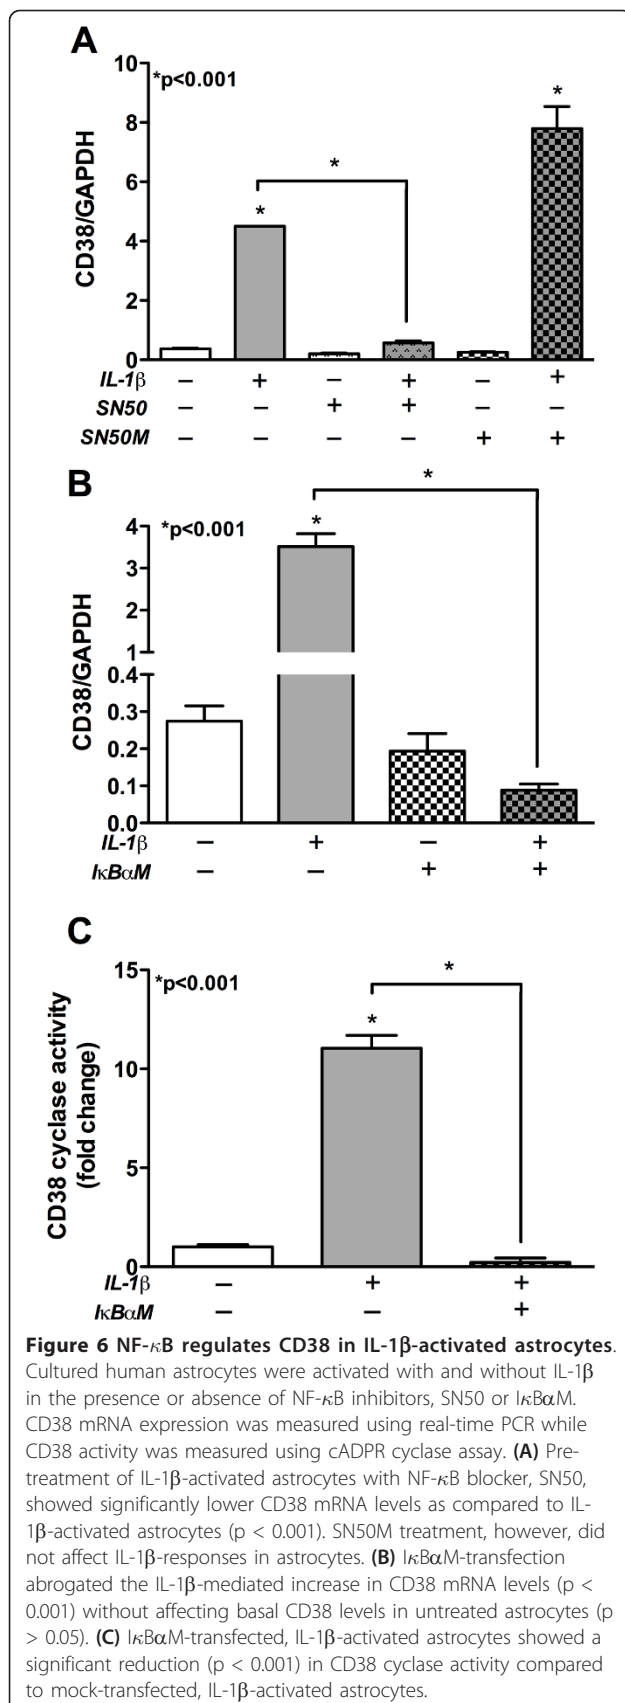 A
*p<0.001
CD38/GAPDH
10
8
6
4
2
0
*
*
*
IL-1β – + – + – +
SN50 – – + + – –
SN50M – – – – + +
B
*p<0.001
CD38/GAPDH
4
3
2
1
0.4
0.3
0.2
0.1
0.0
*
*
IL-1β – + – +
IκBαM – – + +
C
*p<0.001
CD38 cyclase activity
(fold change)
15
10
5
0
*
*
IL-1β – + +
IκBαM – – +
Figure 6 NF-κB regulates CD38 in IL-1β-activated astrocytes.
Cultured human astrocytes were activated with and without IL-1β
in the presence or absence of NF-κB inhibitors, SN50 or IκBαM.
CD38 mRNA expression was measured using real-time PCR while
CD38 activity was measured using cADPR cyclase assay. (A) Pre-
treatment of IL-1β-activated astrocytes with NF-κB blocker, SN50,
showed significantly lower CD38 mRNA levels as compared to IL-
1β-activated astrocytes (p < 0.001). SN50M treatment, however, did
not affect IL-1β-responses in astrocytes. (B) IκBαM-transfection
abrogated the IL-1β-mediated increase in CD38 mRNA levels (p <
0.001) without affecting basal CD38 levels in untreated astrocytes (p
> 0.05). (C) IκBαM-transfected, IL-1β-activated astrocytes showed a
significant reduction (p < 0.001) in CD38 cyclase activity compared
to mock-transfected, IL-1β-activated astrocytes.